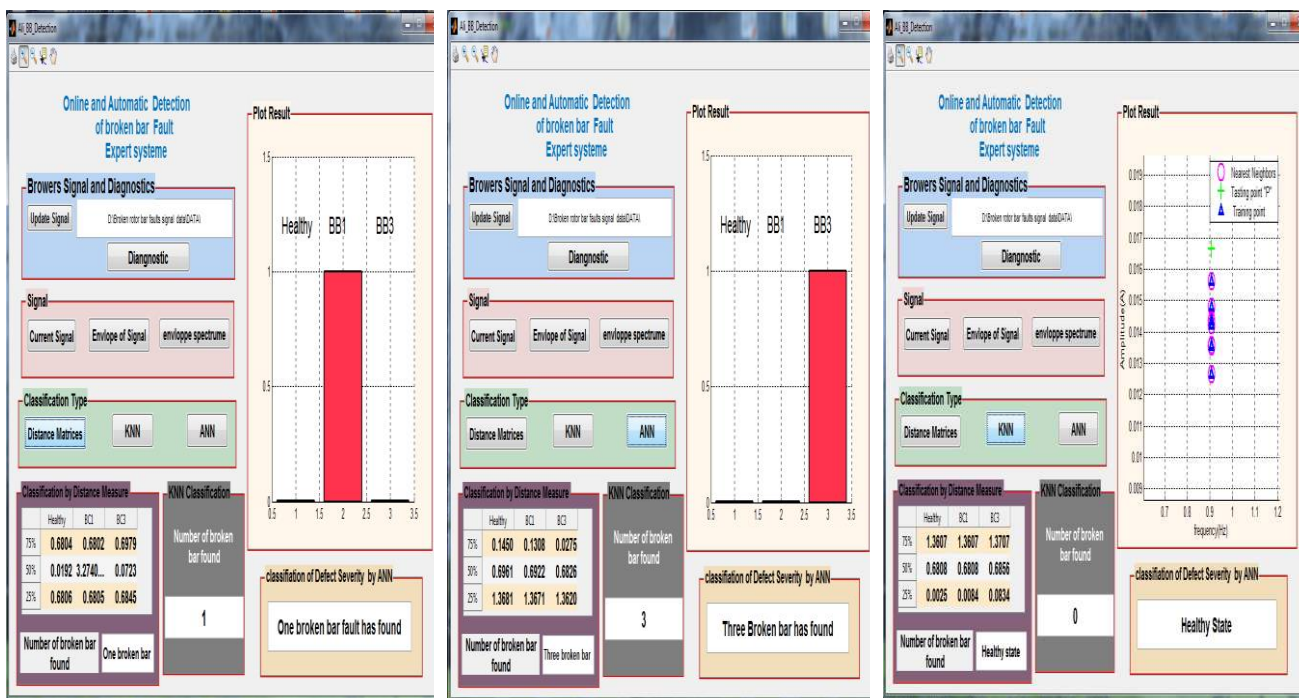 Ali_BB_Detection
Online and Automatic Detection
of broken bar Fault
Expert systeme
Browers Signal and Diagnostics
Update Signal
D:\Broken rotor bar faults signal data\DATA)
Diangnostic
Signal
Current Signal
Envlope of Signal
envloppe spectrume
Classification Type
Distance Matrices
KNN
ANN
Classification by Distance Measure
Healthy BC1 BC3
75% 0.6804 0.6802 0.6979
50% 0.0192 3.2740... 0.0723
25% 0.6806 0.6805 0.6845
Number of broken bar
found
One broken bar
KNN Classification
Number of broken
bar found
1
Plot Result
1.5
Healthy BB1 BB3
1
0.5
0
0.5 1 1.5 2 2.5 3 3.5
classifiation of Defect Severity by ANN
One broken bar fault has found
Ali_BB_Detection
Online and Automatic Detection
of broken bar Fault
Expert systeme
Browers Signal and Diagnostics
Update Signal
D:\Broken rotor bar faults signal data\DATA)
Diangnostic
Signal
Current Signal
Envlope of Signal
envloppe spectrume
Classification Type
Distance Matrices
KNN
ANN
Classification by Distance Measure
Healthy BC1 BC3
75% 0.1450 0.1308 0.0275
50% 0.6961 0.6922 0.6826
25% 1.3681 1.3671 1.3620
Number of broken bar
found
Three broken bar
KNN Classification
Number of broken
bar found
3
Plot Result
1.5
Healthy BB1 BB3
1
0.5
0
0.5 1 1.5 2 2.5 3 3.5
classifiation of Defect Severity by ANN
Three Broken bar has found
Ali_BB_Detection
Online and Automatic Detection
of broken bar Fault
Expert systeme
Browers Signal and Diagnostics
Update Signal
D:\Broken rotor bar faults signal data\DATA)
Diangnostic
Signal
Current Signal
Envlope of Signal
envloppe spectrume
Classification Type
Distance Matrices
KNN
ANN
Classification by Distance Measure
Healthy BC1 BC3
75% 1.3607 1.3607 1.3707
50% 0.6808 0.6808 0.6856
25% 0.0025 0.0084 0.0834
Number of broken bar
found
Healthy state
KNN Classification
Number of broken
bar found
0
Plot Result
Nearest Neighbors
Tasting point "P"
Training point
0.019
0.018
0.017
0.016
0.015
0.014
0.013
0.012
0.011
0.01
0.009
Amplitude(A)
0.7 0.8 0.9 1 1.1 1.2
frequency(Hz)
classifiation of Defect Severity by ANN
Healthy State